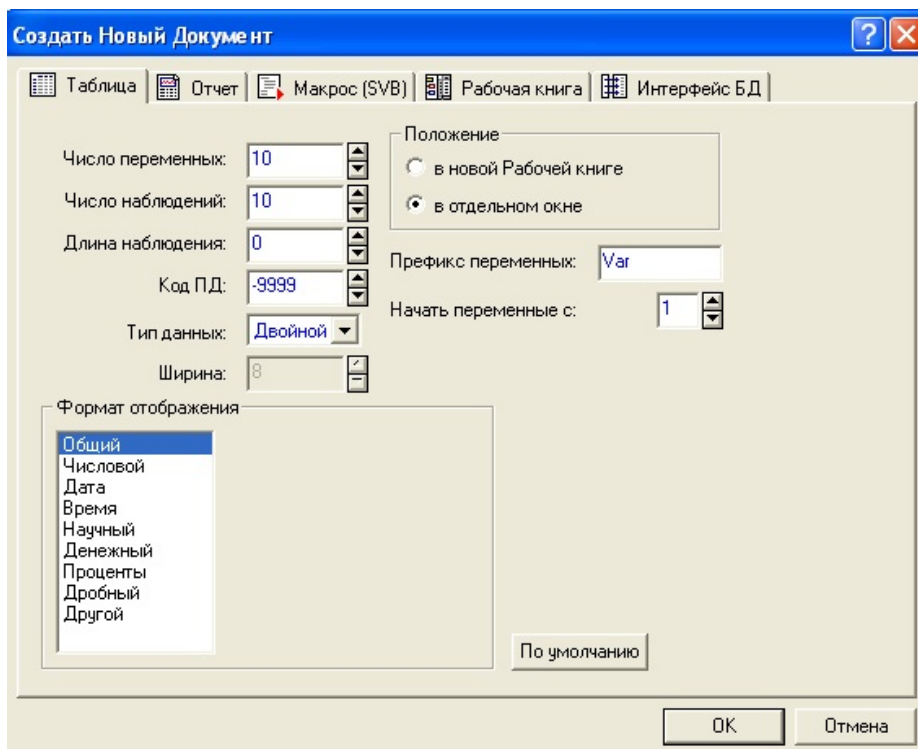 Создать Новый Документ
Таблица Отчет Макрос (SVB) Рабочая книга Интерфейс БД
Число переменных: 10
Число наблюдений: 10
Длина наблюдения: 0
Код ПД: -9999
Тип данных: Двойной
Ширина: 8
Положение
в новой Рабочей книге
в отдельном окне
Префикс переменных: Var
Начать переменные с: 1
Формат отображения
Общий
Числовой
Дата
Время
Научный
Денежный
Проценты
Дробный
Другой
По умолчанию
OK Отмена